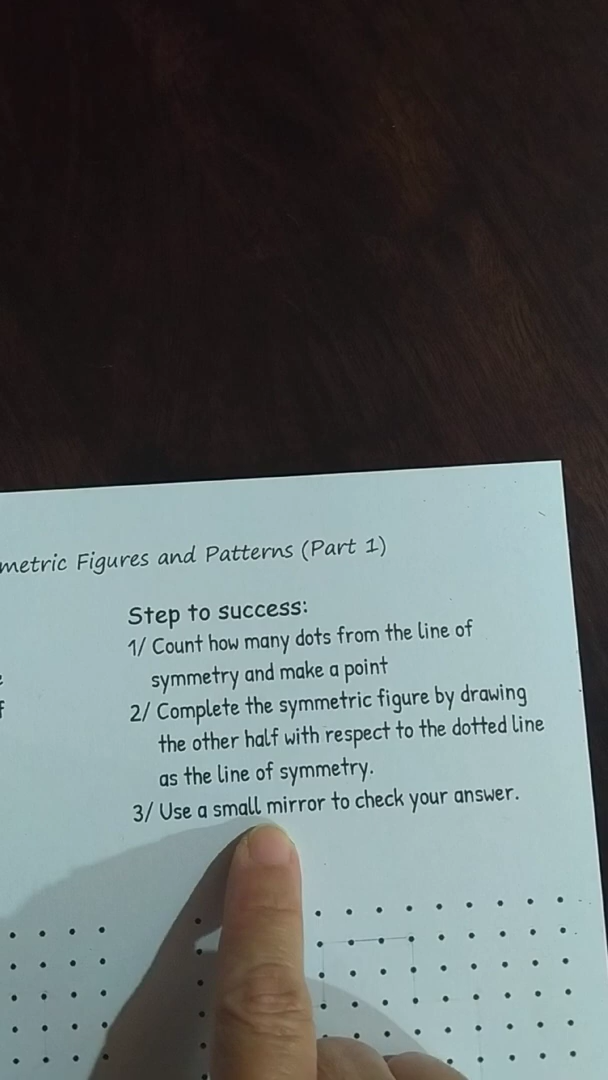 metric Figures and Patterns (Part 1)
Step to success:
1/ Count how many dots from the line of
symmetry and make a point
2/ Complete the symmetric figure by drawing
the other half with respect to the dotted line
as the line of symmetry.
3/ Use a small mirror to check your answer.